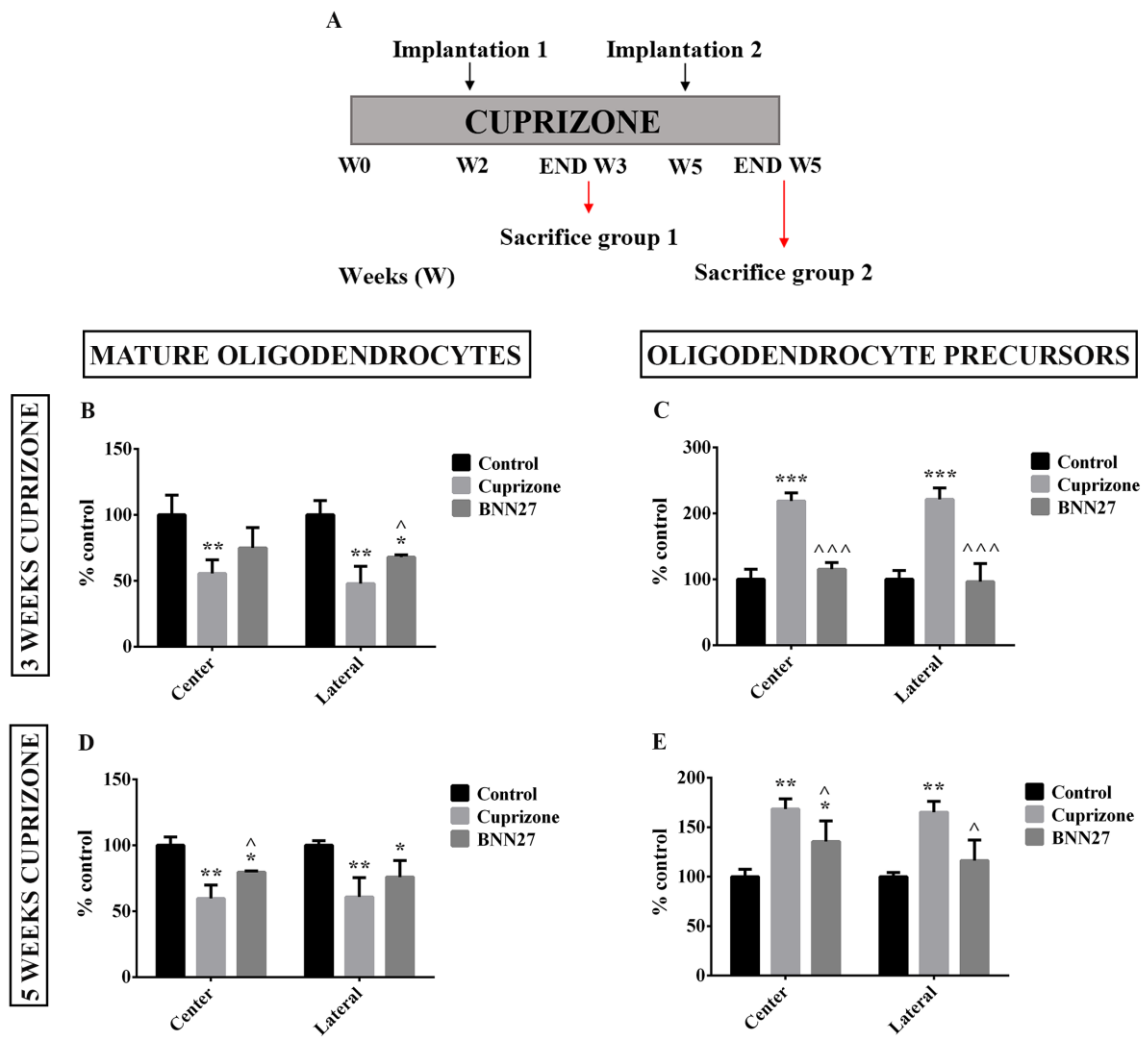 A
Implantation 1 Implantation 2
CUPRIZONE
W0 W2 END W3 W5 END W5
Sacrifice group 1
Sacrifice group 2
Weeks (W)
MATURE OLIGODENDROCYTES
OLIGODENDROCYTE PRECURSORS
3 WEEKS CUPRIZONE
B
% control
150
100
50
0
**
**
^
*
Center
Lateral
Control
Cuprizone
BNN27
C
% control
300
200
100
0
***
^^^
***
^^^
Center
Lateral
Control
Cuprizone
BNN27
5 WEEKS CUPRIZONE
D
% control
150
100
50
0
**
^
*
**
*
Center
Lateral
Control
Cuprizone
BNN27
E
% control
200
150
100
50
0
**
^
*
**
^
Center
Lateral
Control
Cuprizone
BNN27